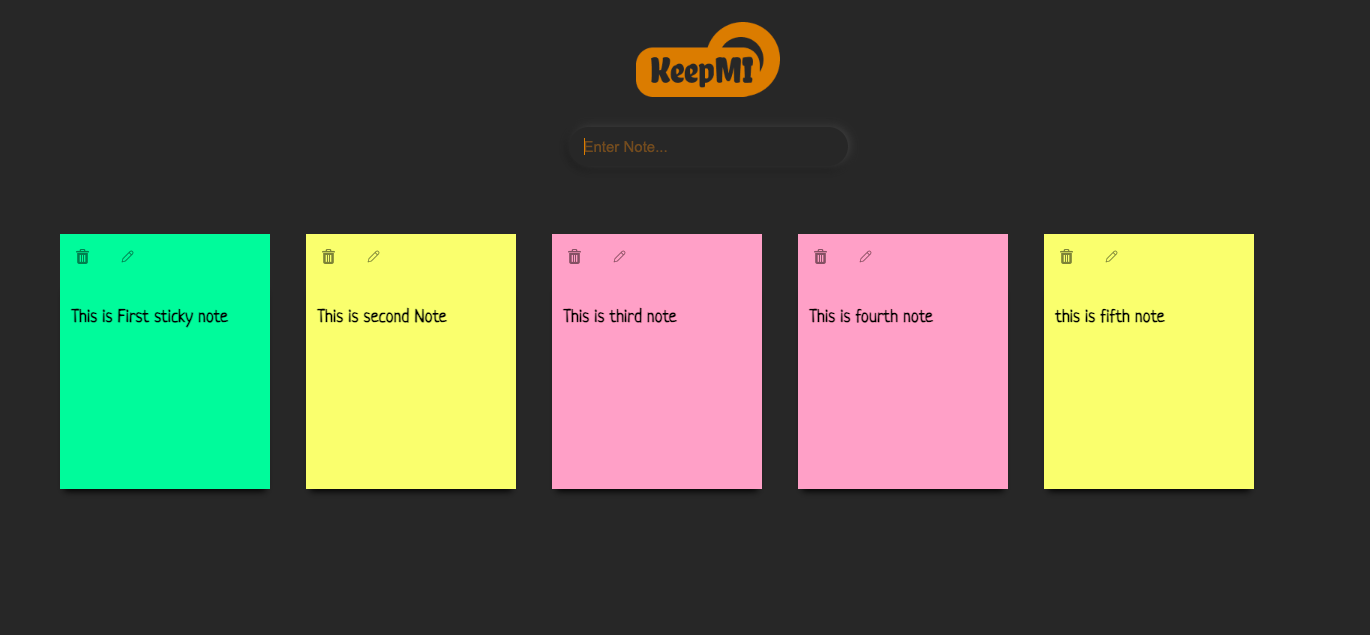 KeepMI
Enter Note...
This is First sticky note
This is second Note
This is third note
This is fourth note
this is fifth note